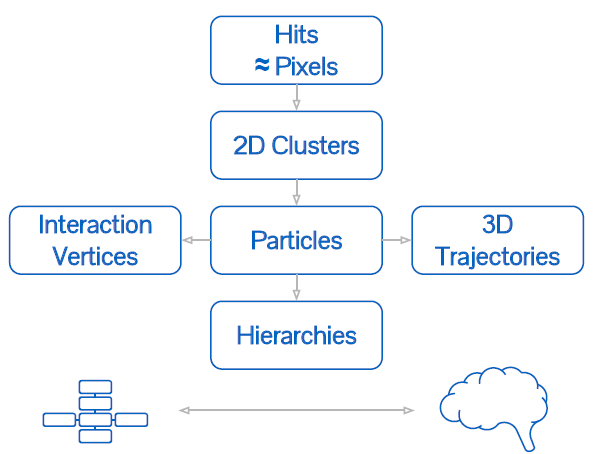 Hits
≈ Pixels
2D Clusters
Interaction
Vertices
Particles
3D
Trajectories
Hierarchies